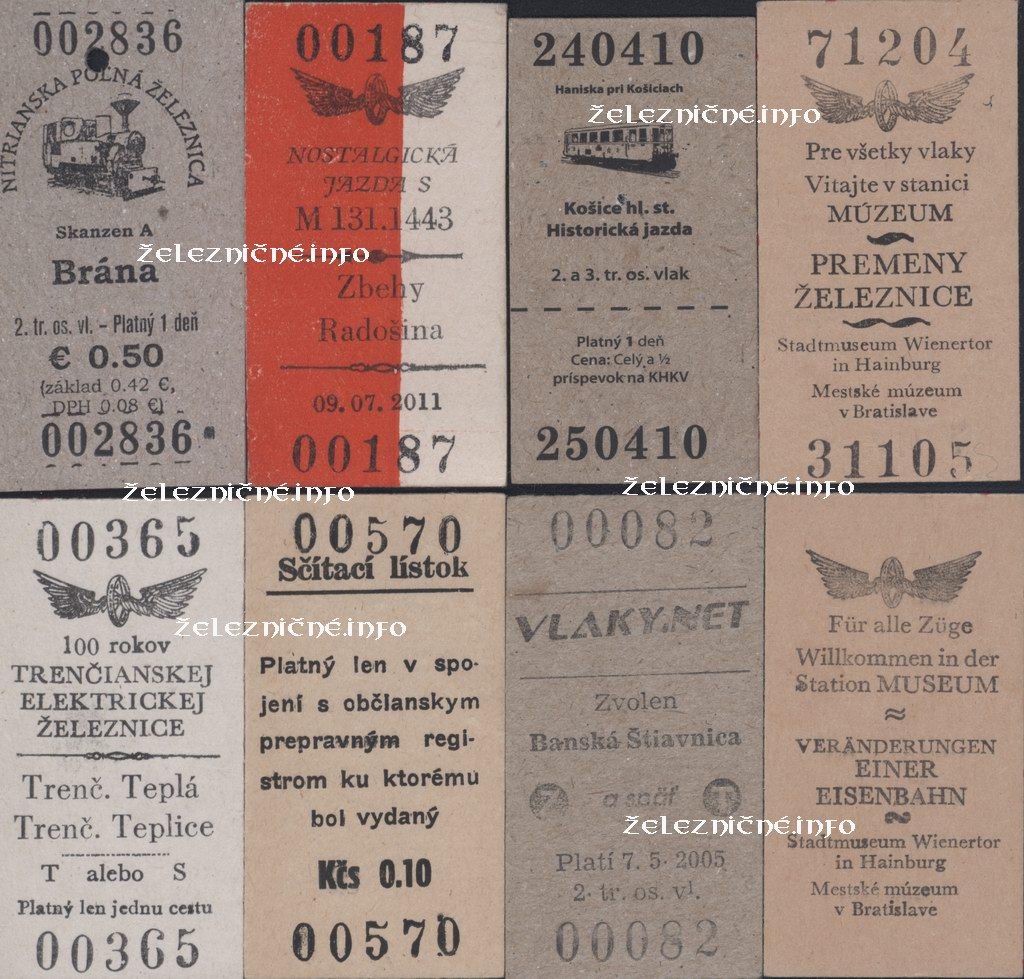 002836
NITRIANSKA POĽNÁ ŽELEZNICA
Skanzen A
Brána
2. tr. os. vl. - Platný 1 deň
€ 0.50
(základ 0.42 €,
DPH 0.08 €)
002836
00187
NOSTALGICKÁ
JAZDA S
M 131.1443
Zbehy
Radošina
09.07.2011
00187
240410
Haniska pri Košiciach
Košice hl. st.
Historická jazda
2. a 3. tr. os. vlak
Platný 1 deň
Cena: Celý a ½
príspevok na KHKV
250410
71204
Pre všetky vlaky
Vitajte v stanici
MÚZEUM
PREMENY
ŽELEZNICE
Stadtmuseum Wienertor
in Hainburg
Mestské múzeum
v Bratislave
31105
železničné.info
železničné.info
železničné.info
železničné.info
00365
100 rokov
TRENČIANSKEJ
ELEKTRICKEJ
ŽELEZNICE
Trenč. Teplá
Trenč. Teplice
T alebo S
Platný len jednu cestu
00365
00570
Sčítací lístok
Platný len v spo-
jení s občianskym
prepravným regi-
strom ku ktorému
bol vydaný
Kčs 0.10
00570
00082
VLAKY.NET
Zvolen
Banská Štiavnica
a späť
Platí 7. 5. 2005
2. tr. os. vl.
00082
Für alle Züge
Willkommen in der
Station MUSEUM
VERÄNDERUNGEN
EINER
EISENBAHN
Stadtmuseum Wienertor
in Hainburg
Mestské múzeum
v Bratislave
železničné.info
železničné.info